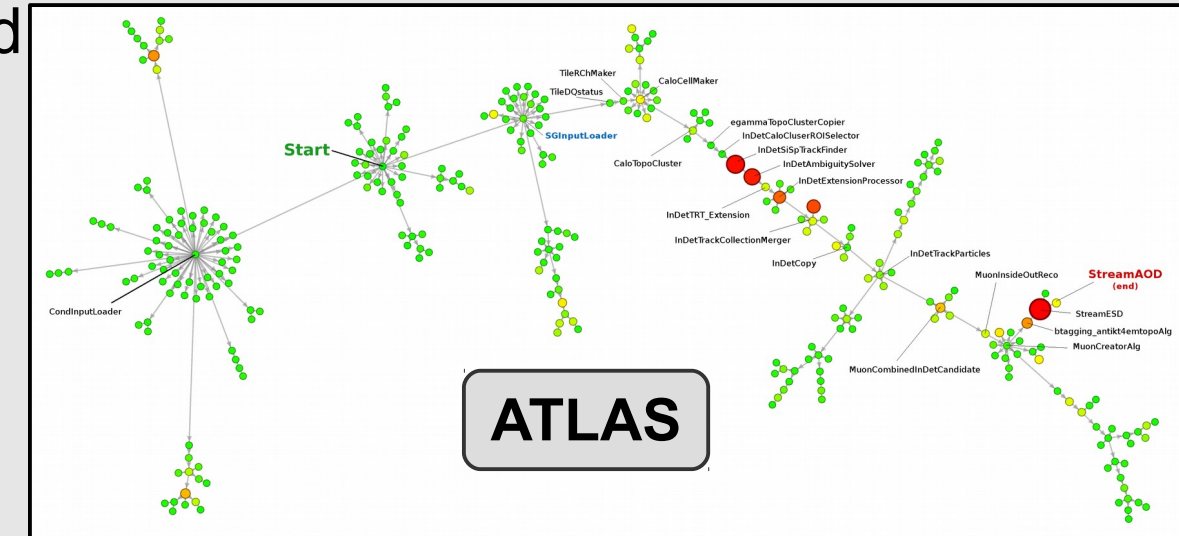 d
TileRChMaker
CaloCellMaker
TileDQstatus
SGInputLoader
Start
egammaTopoClusterCopier
InDetCaloCluserROISelector
InDetSiSpTrackFinder
CaloTopoCluster
InDetAmbiguitySolver
InDetExtensionProcessor
InDetTRT_Extension
InDetTrackCollectionMerger
InDetCopy
InDetTrackParticles
MuonInsideOutReco
StreamAOD
(end)
CondInputLoader
StreamESD
btagging_antikt4emtopoAlg
MuonCreatorAlg
MuonCombinedInDetCandidate
ATLAS